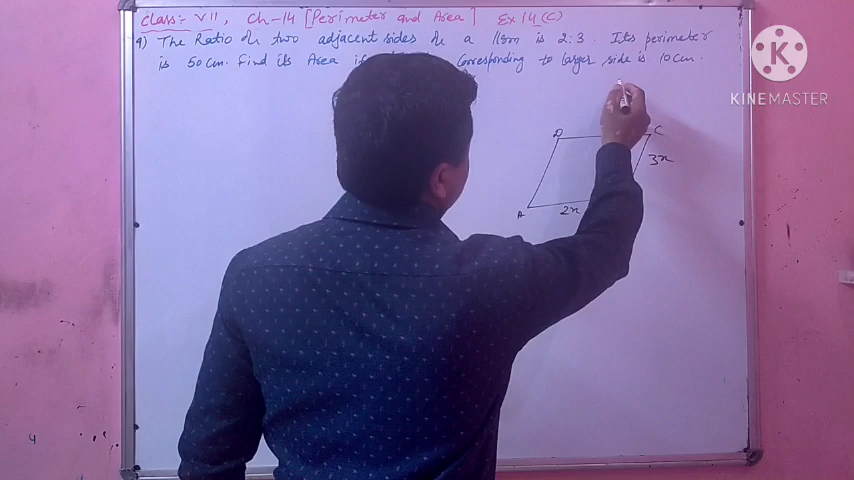 Class:- VII, Ch-14 [Perimeter and Area] Ex 14(C)
9) The Ratio of two adjacent sides of a ||gm is 2:3. Its perimeter
is 50cm. Find its Area if corresponding to larger side is 10cm.
D C
3x
A 2x
K
KINEMASTER